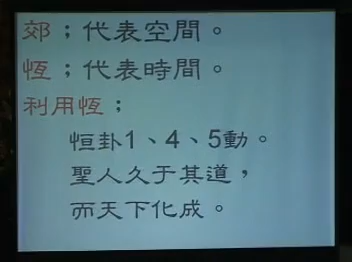 郊；代表空間。
恆；代表時間。
利用恆；
恒卦1、4、5動。
聖人久于其道，
而天下化成。